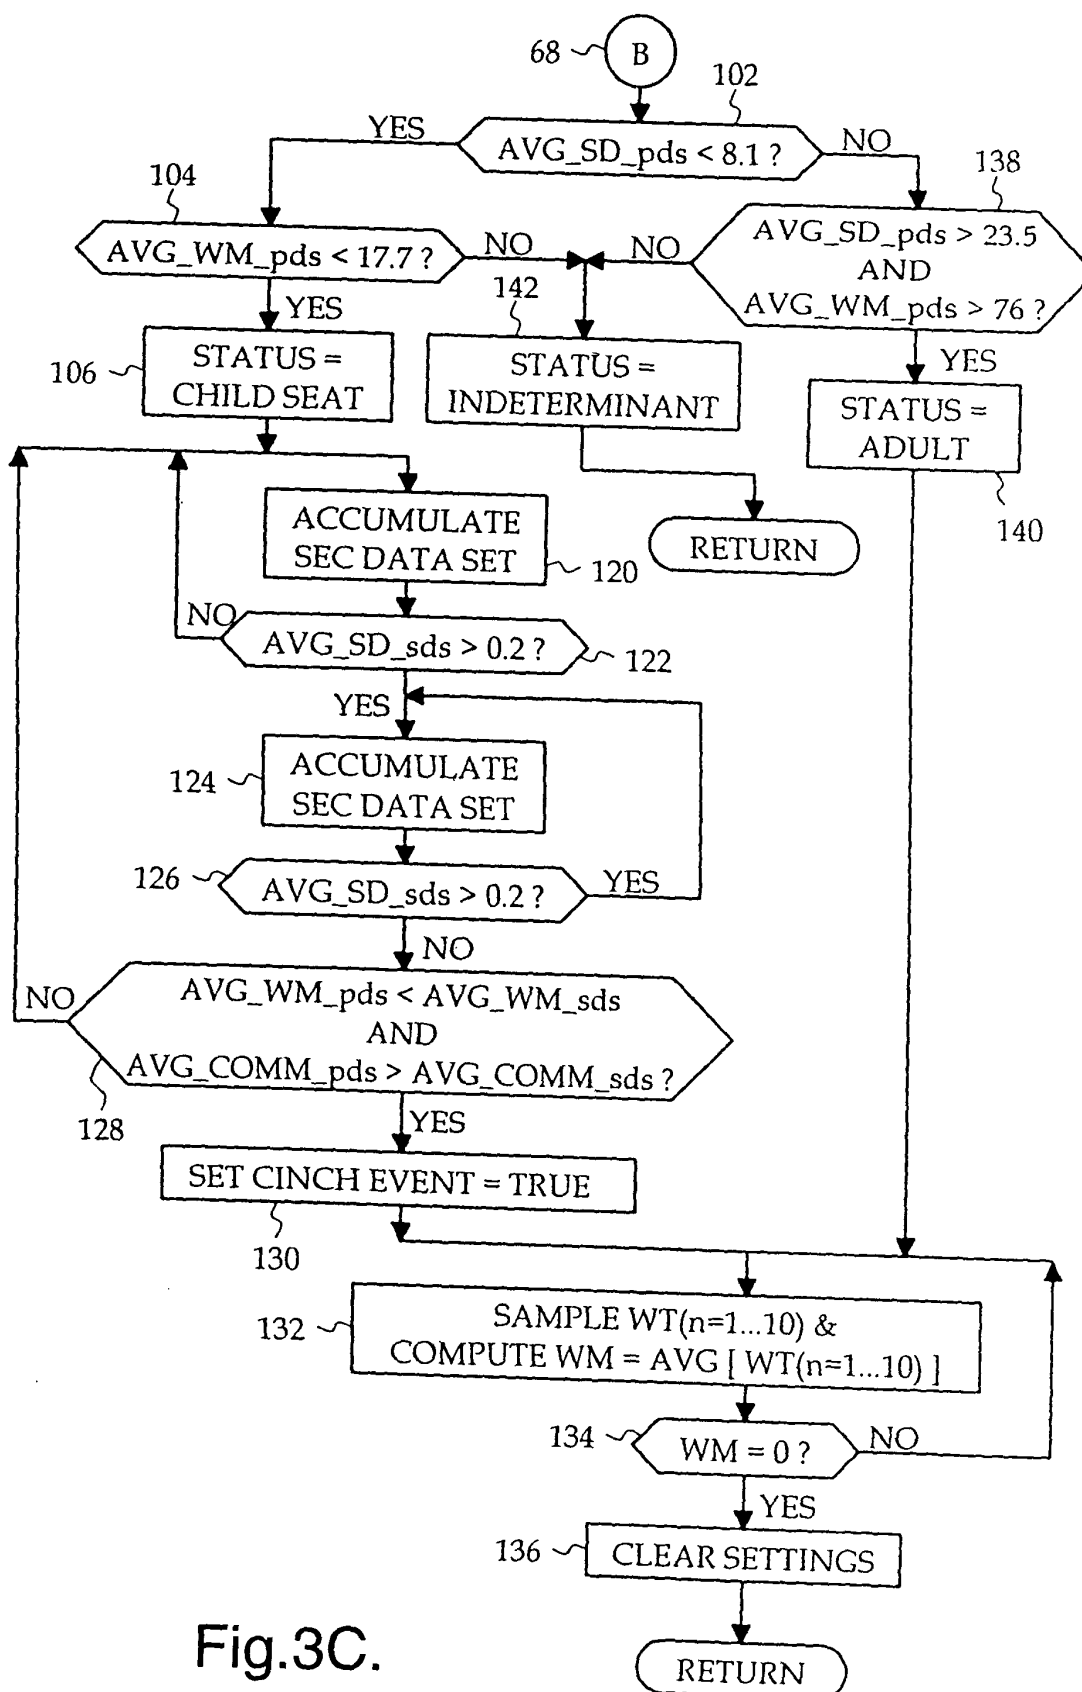 68
B
102
YES
AVG_SD_pds < 8.1 ?
NO
138
104
AVG_WM_pds < 17.7 ?
NO
NO
AVG_SD_pds > 23.5
AND
AVG_WM_pds > 76 ?
YES
142
YES
106
STATUS =
CHILD SEAT
STATUS =
INDETERMINANT
STATUS =
ADULT
140
ACCUMULATE
SEC DATA SET
120
RETURN
NO
AVG_SD_sds > 0.2 ?
122
YES
124
ACCUMULATE
SEC DATA SET
126
AVG_SD_sds > 0.2 ?
YES
NO
NO
AVG_WM_pds < AVG_WM_sds
AND
AVG_COMM_pds > AVG_COMM_sds ?
128
YES
SET CINCH EVENT = TRUE
130
132
SAMPLE WT(n=1...10) &
COMPUTE WM = AVG [ WT(n=1...10) ]
134
WM = 0 ?
NO
YES
136
CLEAR SETTINGS
RETURN
Fig.3C.